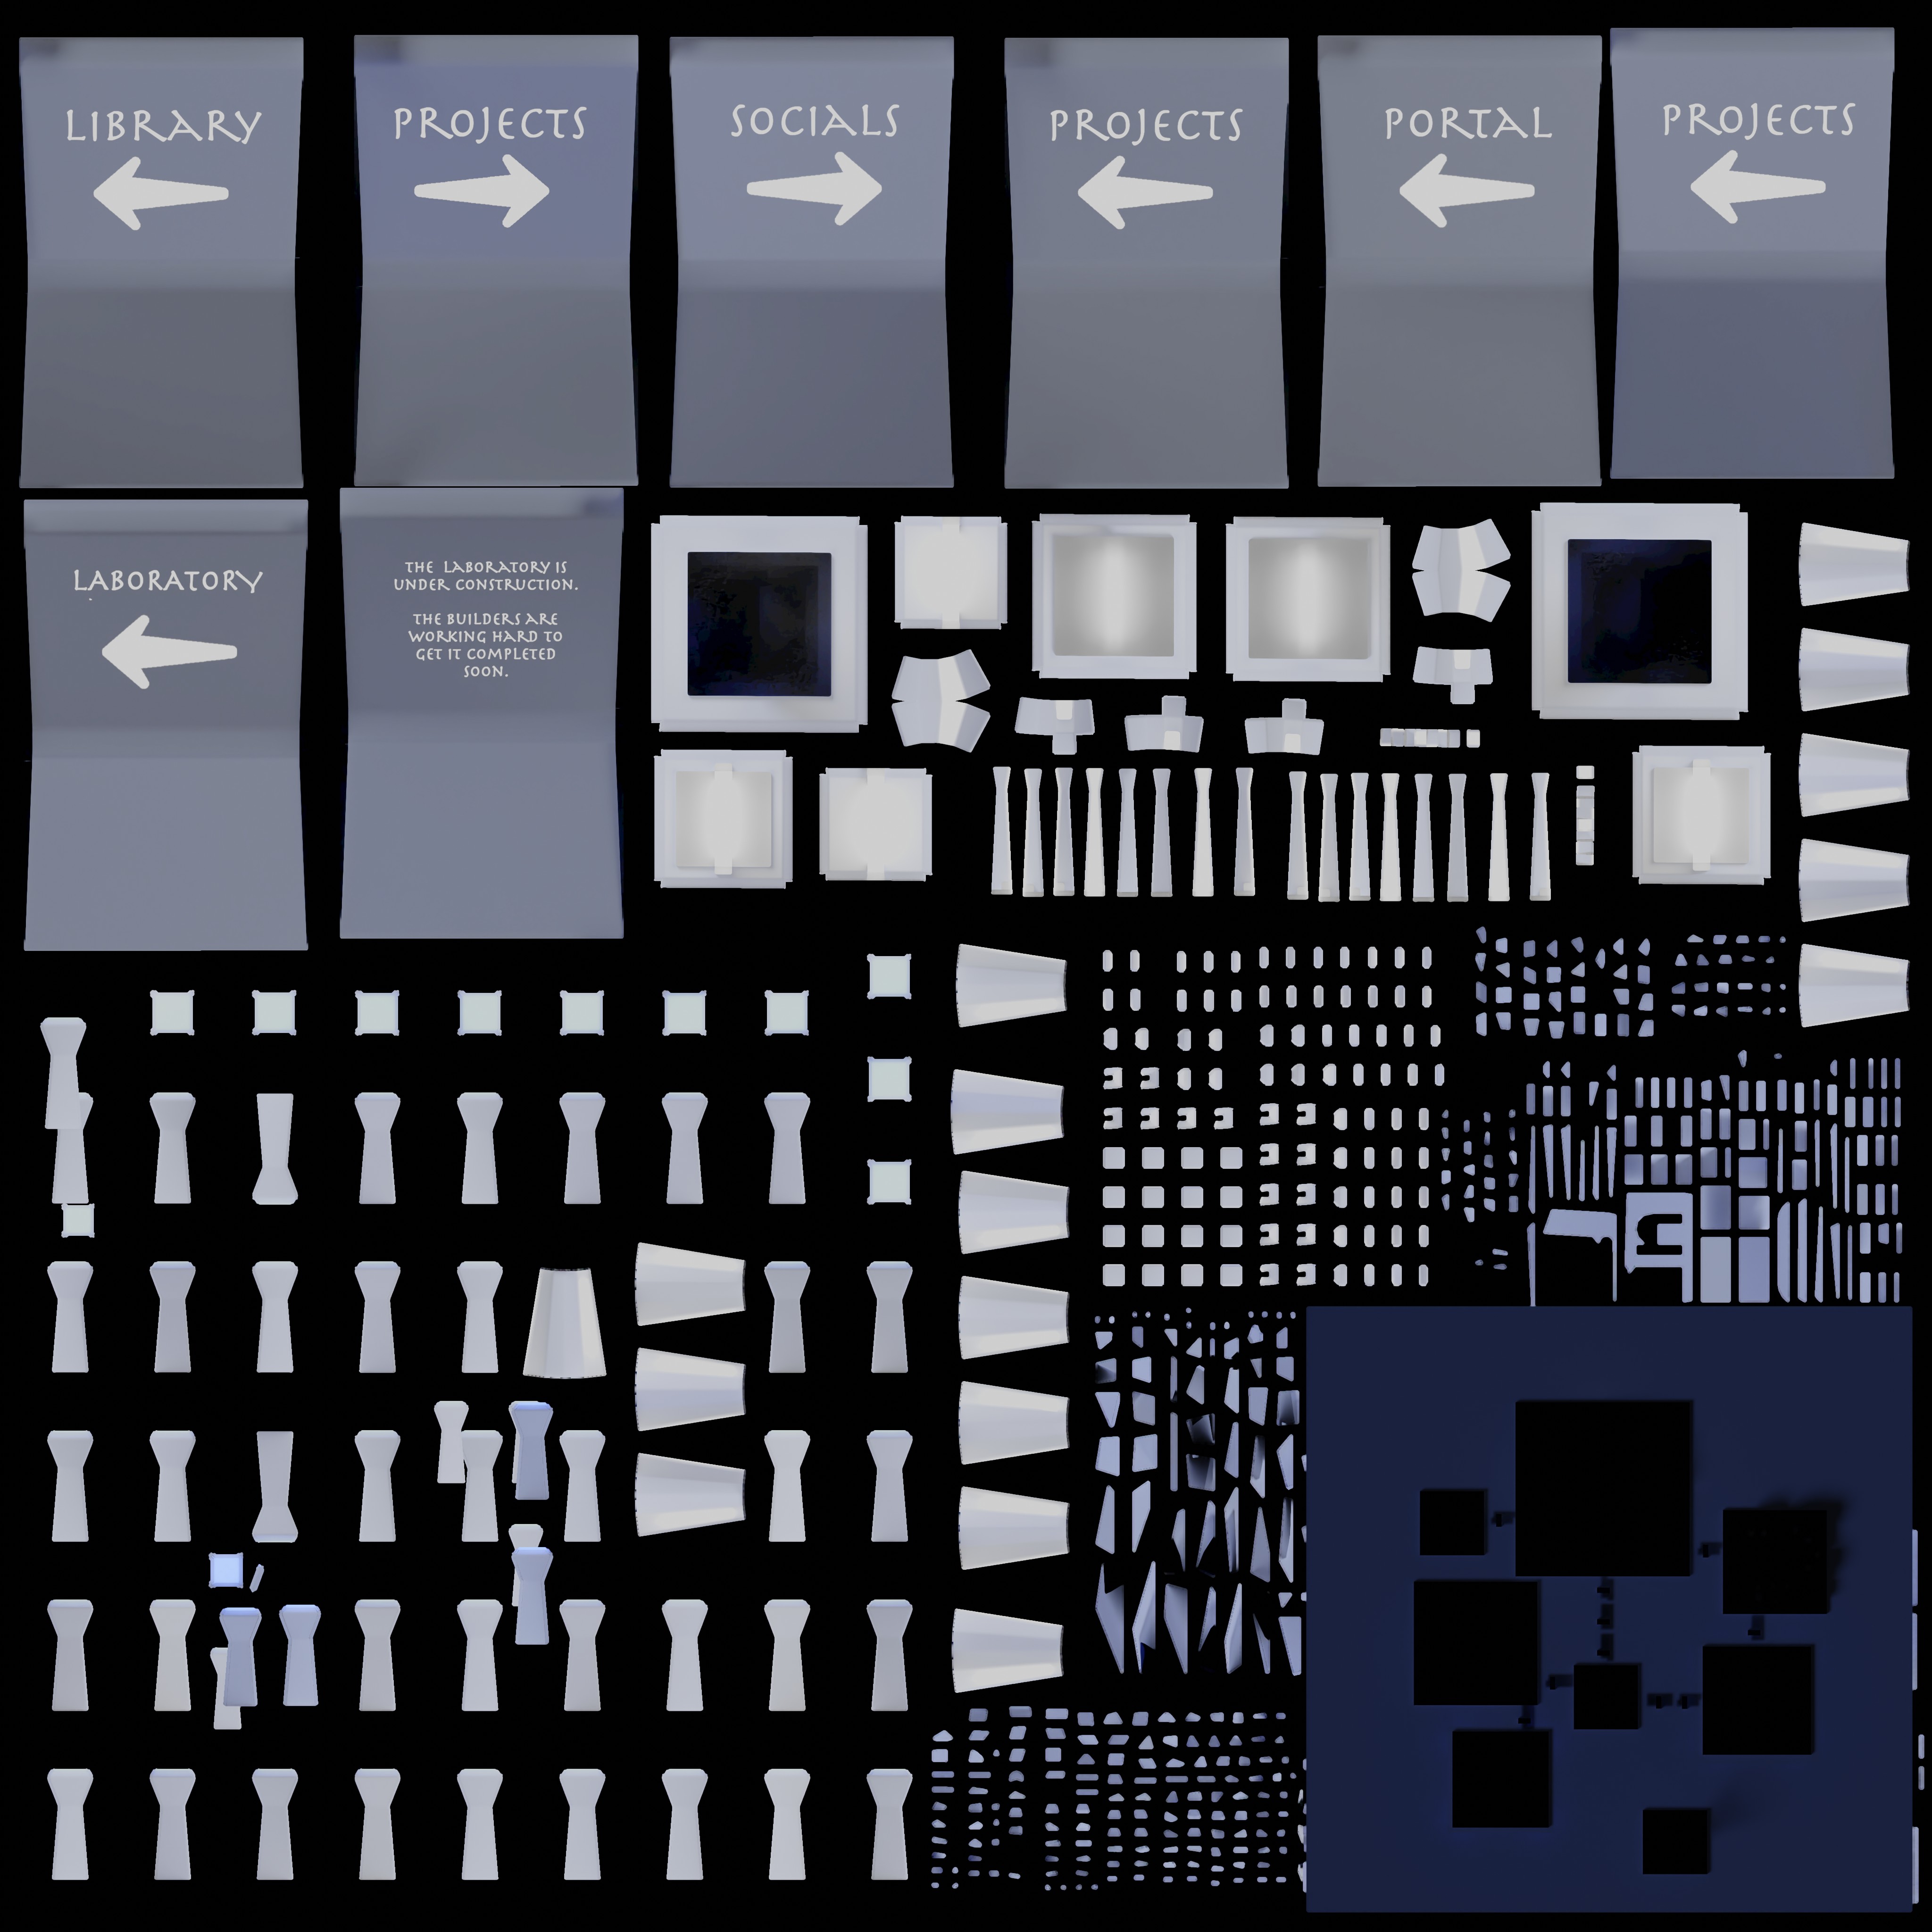 LIBRARY
PROJECTS
SOCIALS
PROJECTS
PORTAL
PROJECTS
LABORATORY
THE LABORATORY IS
UNDER CONSTRUCTION.
THE BUILDERS ARE
WORKING HARD TO
GET IT COMPLETED
SOON.